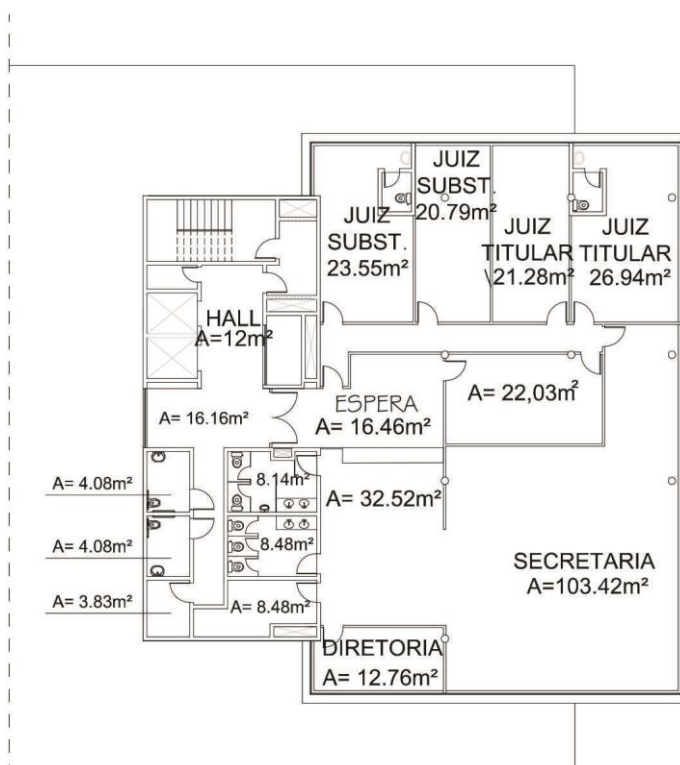 JUIZ
SUBST.
20.79m²
JUIZ
SUBST.
23.55m²
JUIZ
TITULAR
21.28m²
JUIZ
TITULAR
26.94m²
HALL
A=12m²
ESPERA
A= 16.46m²
A= 22,03m²
A= 16.16m²
A= 4.08m²
8.14m²
A= 32.52m²
A= 4.08m²
8.48m²
SECRETARIA
A=103.42m²
A= 3.83m²
A= 8.48m²
DIRETORIA
A= 12.76m²